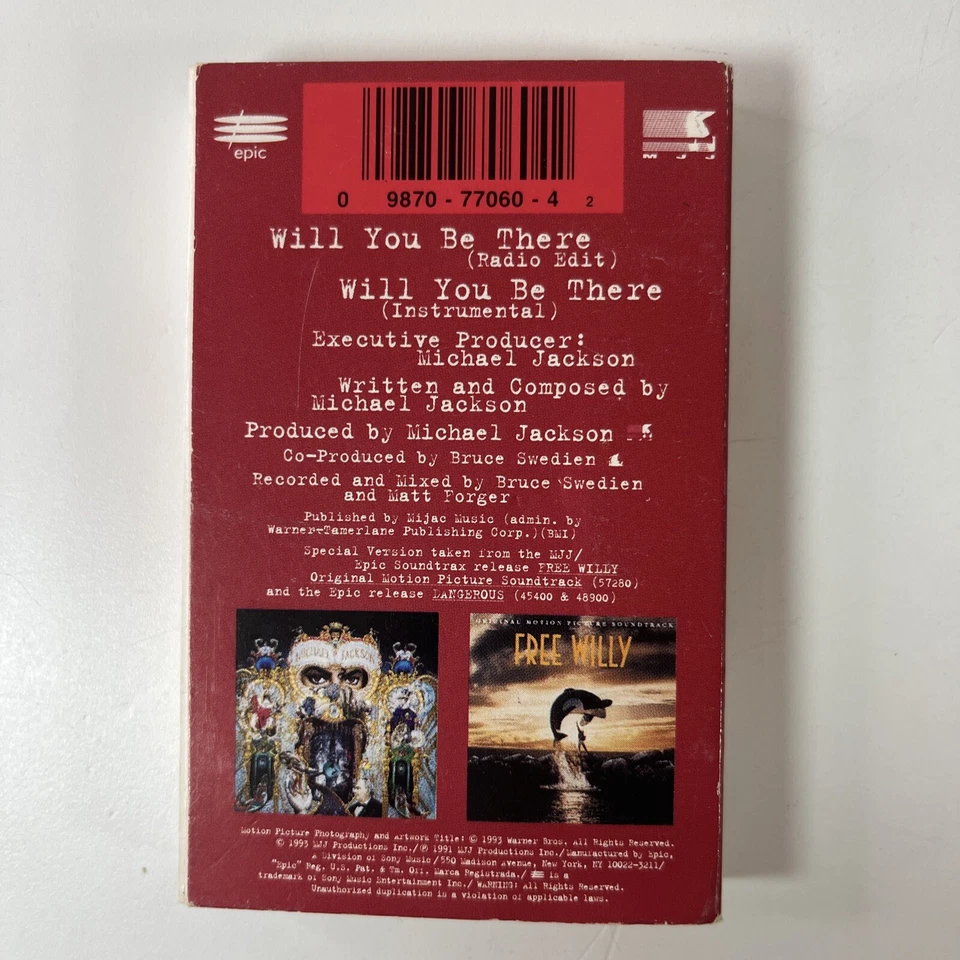 epic
MJJ
0 9870 - 77060 - 4 2
Will You Be There
(Radio Edit)
Will You Be There
(Instrumental)
Executive Producer:
Michael Jackson
Written and Composed by
Michael Jackson
Produced by Michael Jackson
Co-Produced by Bruce Swedien
Recorded and Mixed by Bruce Swedien
and Matt Forger
Published by Mijac Music (admin. by
Warner-Tamerlane Publishing Corp.)(BMI)
Special Version taken from the MJJ/
Epic Soundtrax release FREE WILLY
Original Motion Picture Soundtrack (57280)
and the Epic release DANGEROUS (45400 & 48900)
MICHAEL JACKSON
ORIGINAL MOTION PICTURE SOUNDTRACK
FREE WILLY
Motion Picture Photography and Artwork Title: © 1993 Warner Bros. All Rights Reserved.
© 1993 MJJ Productions Inc./℗ 1991 MJJ Productions Inc./Manufactured by Epic,
A Division of Sony Music/550 Madison Avenue, New York, NY 10022-3211/
"Epic" Reg. U.S. Pat. & Tm. Off. Marca Registrada./ is a
trademark of Sony Music Entertainment Inc./ WARNING: All Rights Reserved.
Unauthorized duplication is a violation of applicable laws.